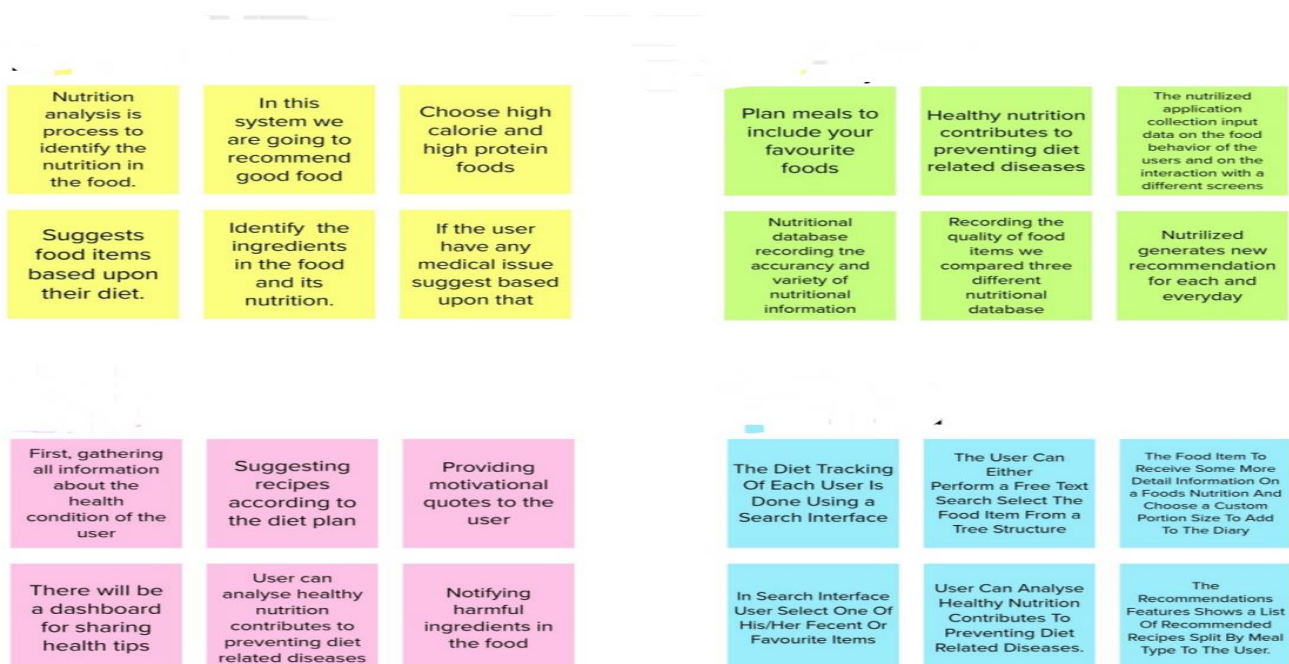 Nutrition
analysis is
process to
identify the
nutrition in
the food.
In this
system we
are going to
recommend
good food
Choose high
calorie and
high protein
foods
Suggests
food items
based upon
their diet.
Identify the
ingredients
in the food
and its
nutrition.
If the user
have any
medical issue
suggest based
upon that
Plan meals to
include your
favourite
foods
Healthy nutrition
contributes to
preventing diet
related diseases
The nutrilized
application
collection input
data on the food
behavior of the
users and on the
interaction with a
different screens
Nutritional
database
recording the
accurancy and
variety of
nutritional
information
Recording the
quality of food
items we
compared three
different
nutritional
database
Nutrilized
generates new
recommendation
for each and
everyday
First, gathering
all information
about the
health
condition of the
user
Suggesting
recipes
according to
the diet plan
Providing
motivational
quotes to the
user
There will be
a dashboard
for sharing
health tips
User can
analyse healthy
nutrition
contributes to
preventing diet
related diseases
Notifying
harmful
ingredients in
the food
The Diet Tracking
Of Each User Is
Done Using a
Search Interface
The User Can
Either
Perform a Free Text
Search Select The
Food Item From a
Tree Structure
The Food Item To
Receive Some More
Detail Information On
a Foods Nutrition And
Choose a Custom
Portion Size To Add
To The Diary
In Search Interface
User Select One Of
His/Her Fecent Or
Favourite Items
User Can Analyse
Healthy Nutrition
Contributes To
Preventing Diet
Related Diseases.
The
Recommendations
Features Shows a List
Of Recommended
Recipes Split By Meal
Type To The User.